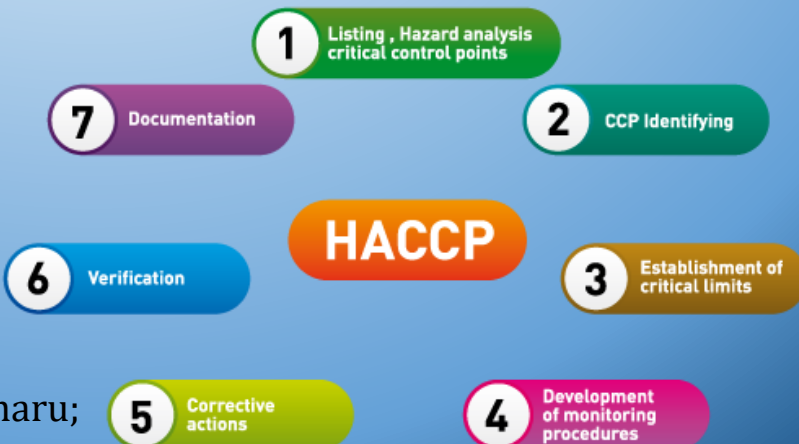 1 Listing , Hazard analysis
critical control points
7 Documentation
2 CCP Identifying
HACCP
6 Verification
3 Establishment of
critical limits
naru;
5 Corrective
actions
4 Development
of monitoring
procedures